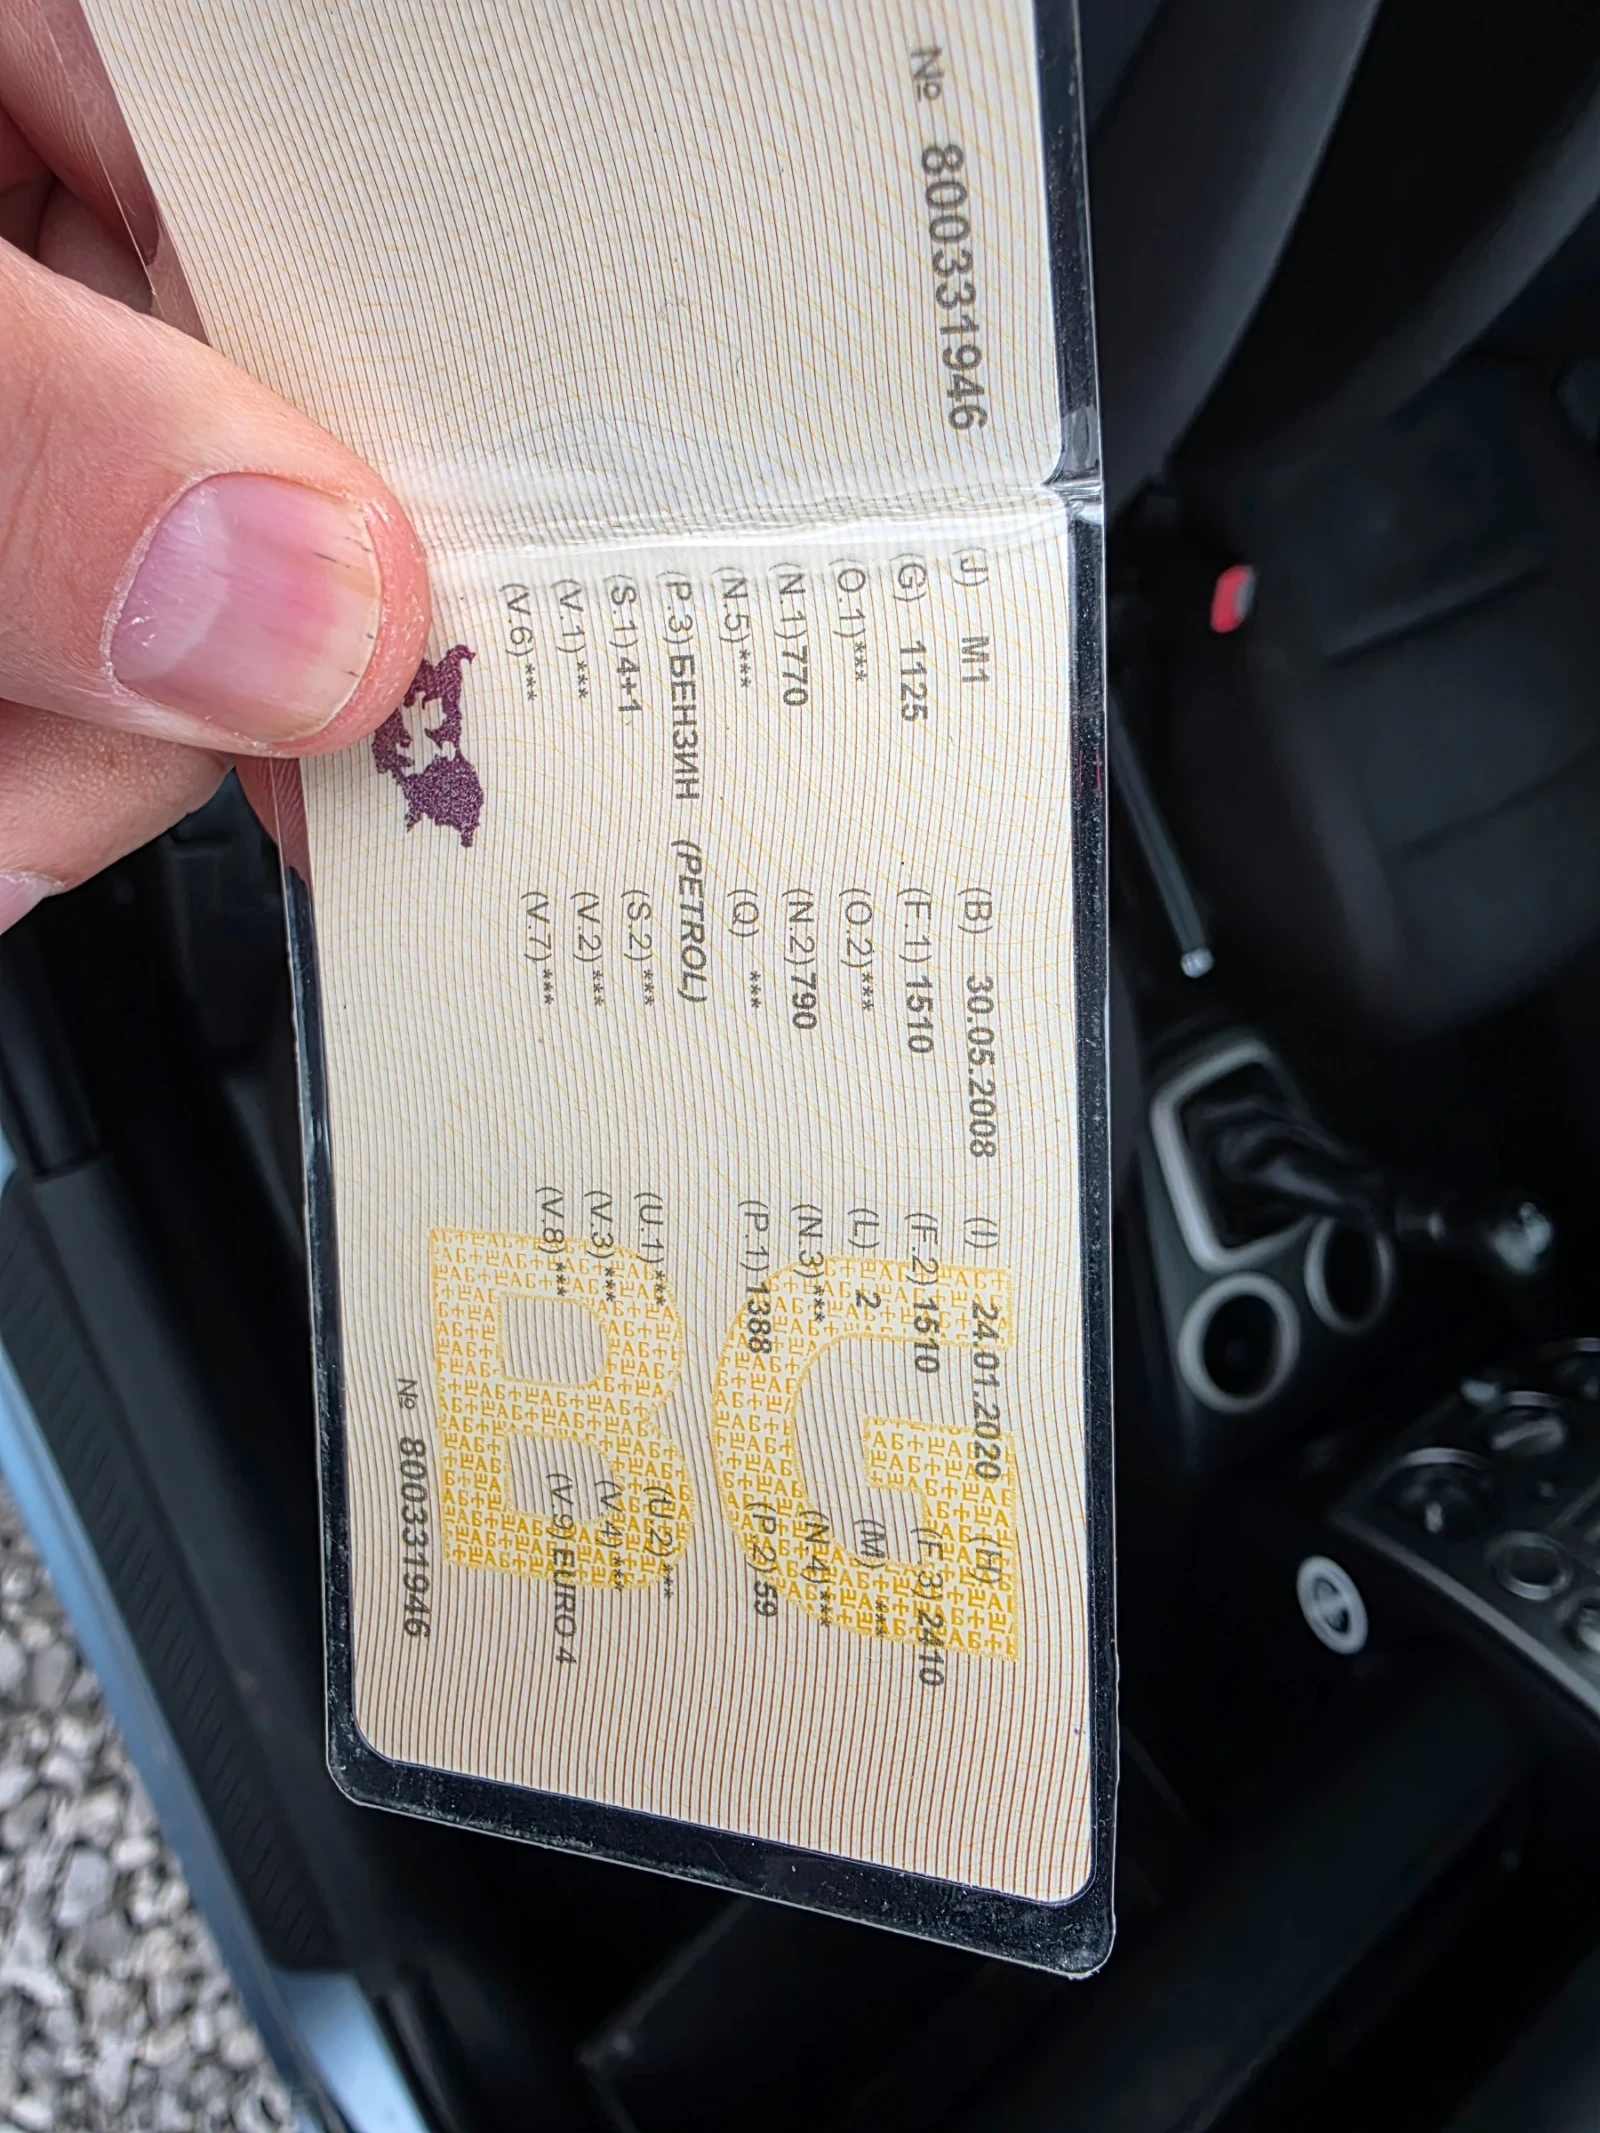 № 8003331946
(J) M1 (B) 30.05.2008 (I) 24.01.2020 (H)
(G) 1125 (F.1) 1510 (F.2) 1510 (F.3) 2410
(O.1)*** (O.2)*** (L) 2 (M) ***
(N.1)770 (N.2)790 (N.3)*** (N.4)***
(N.5)*** (Q) *** (P.1) 1388 (P.2) 59
(P.3) БЕНЗИН (PETROL)
(S.1) 4+1 (S.2) *** (U.1) *** (U.2) ***
(V.1) *** (V.2) *** (V.3) *** (V.4) ***
(V.6) *** (V.7) *** (V.8) *** (V.9) EURO 4
BG
№ 8003331946